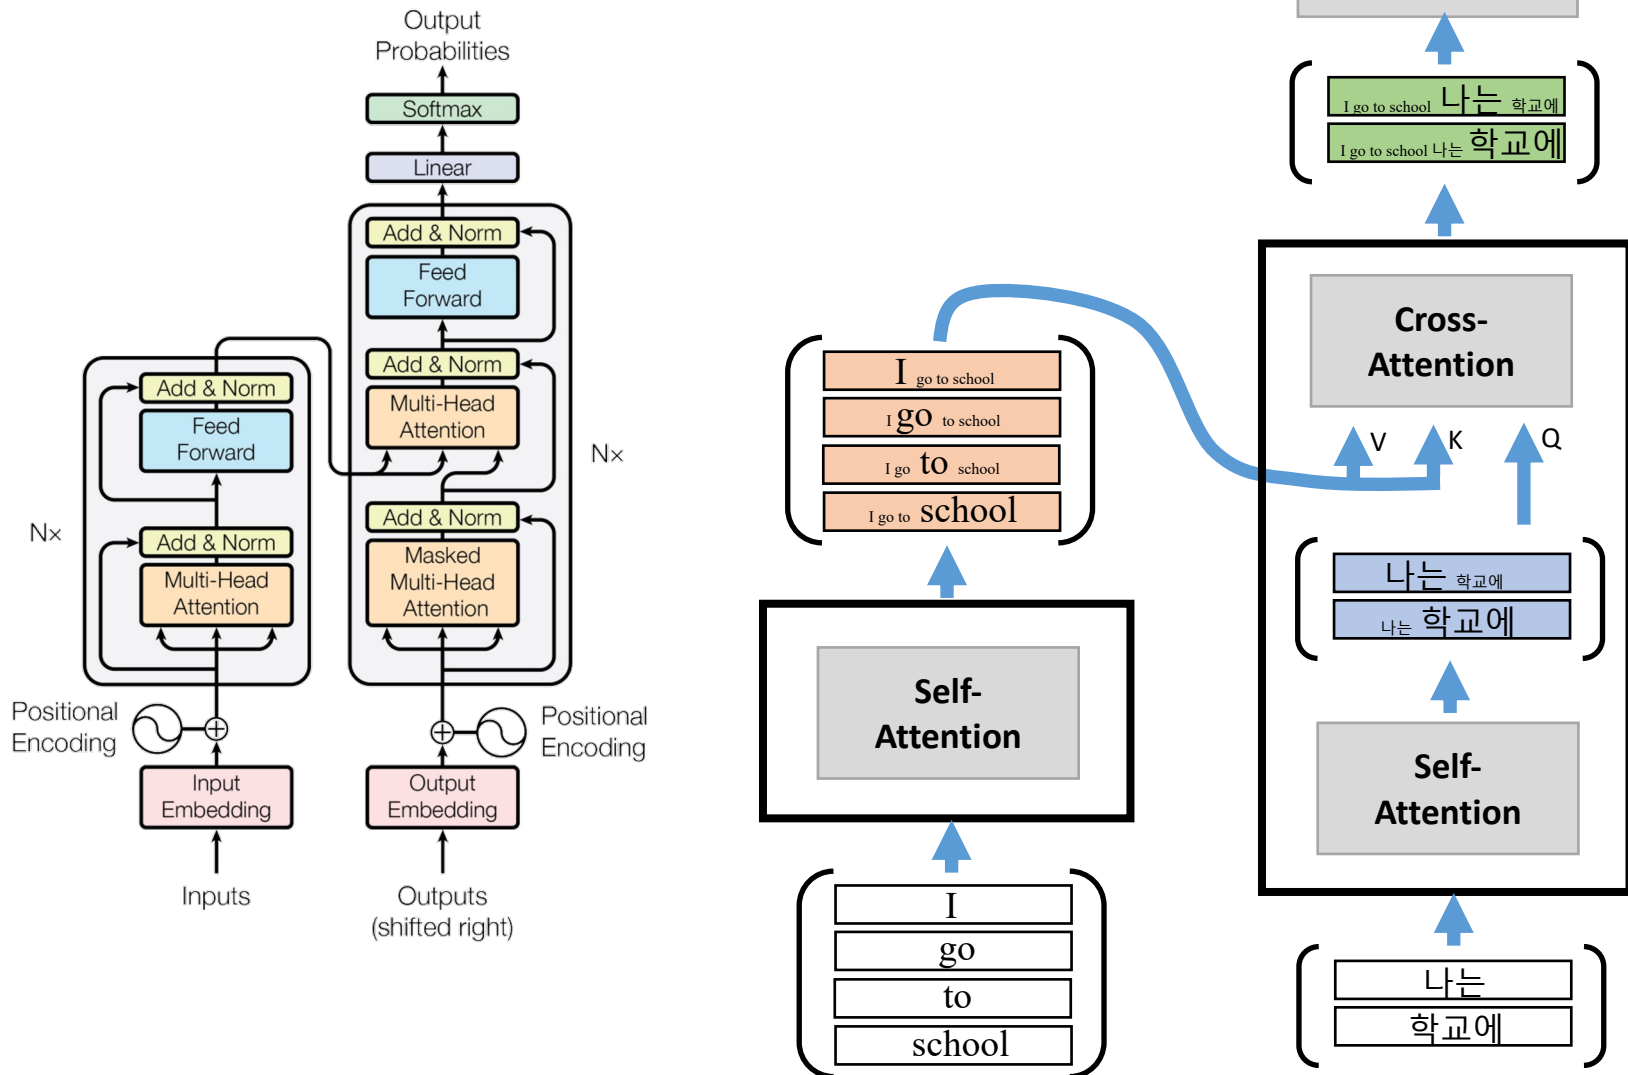 Output
Probabilities
Softmax
Linear
Add & Norm
Feed
Forward
Add & Norm
Multi-Head
Attention
Add & Norm
Masked
Multi-Head
Attention
Nx
Add & Norm
Feed
Forward
Add & Norm
Multi-Head
Attention
Nx
Positional
Encoding
Positional
Encoding
Input
Embedding
Output
Embedding
Inputs
Outputs
(shifted right)
I go to school
I go to school
I go to school
I go to school
Self-
Attention
I
go
to
school
I go to school 나는 학교에
I go to school 나는 학교에
Cross-
Attention
V
K
Q
나는 학교에
나는 학교에
Self-
Attention
나는
학교에